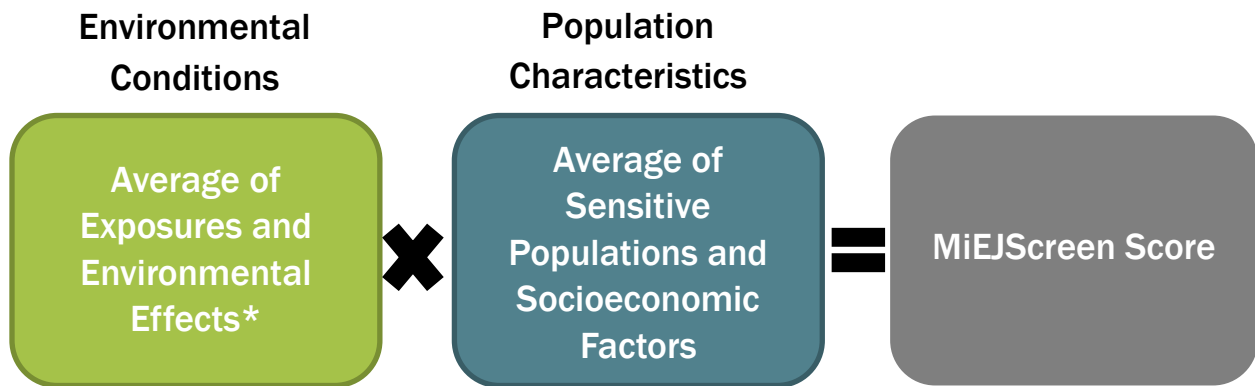 Environmental
Conditions
Population
Characteristics
Average of
Exposures and
Environmental
Effects*
Average of
Sensitive
Populations and
Socioeconomic
Factors
MiEJScreen Score